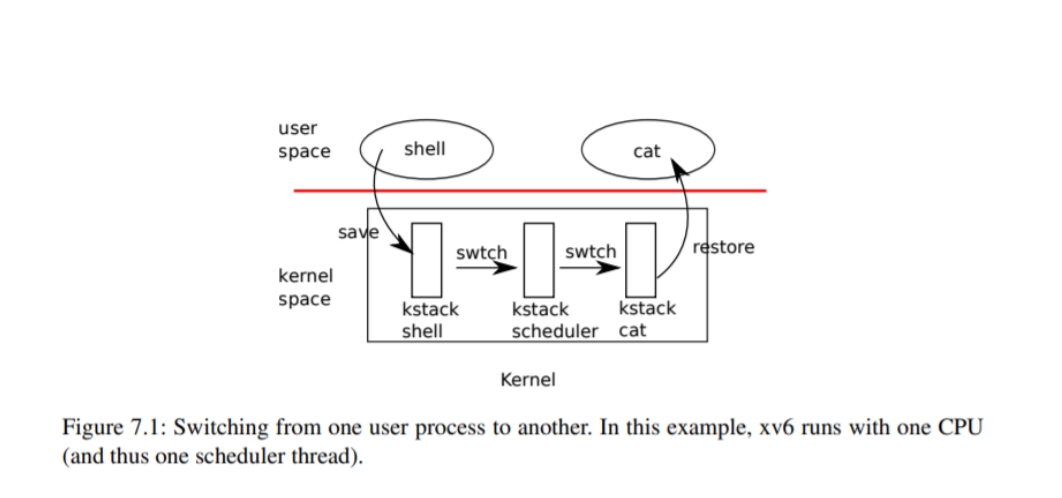 user
space
shell
cat
save
swtch
swtch
restore
kernel
space
kstack
shell
kstack
scheduler
kstack
cat
Kernel
Figure 7.1: Switching from one user process to another. In this example, xv6 runs with one CPU
(and thus one scheduler thread).